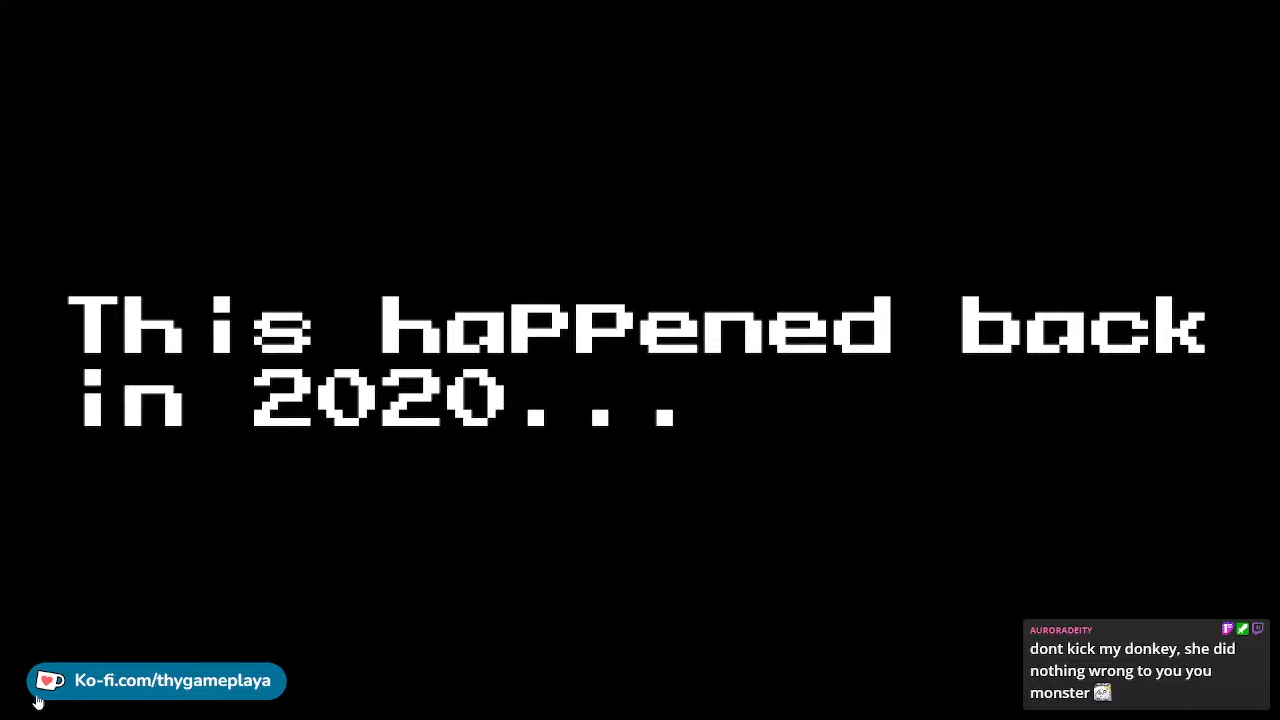 This happened back
in 2020...
AURORADEITY
dont kick my donkey, she did
nothing wrong to you you
monster
Ko-fi.com/thygameplaya